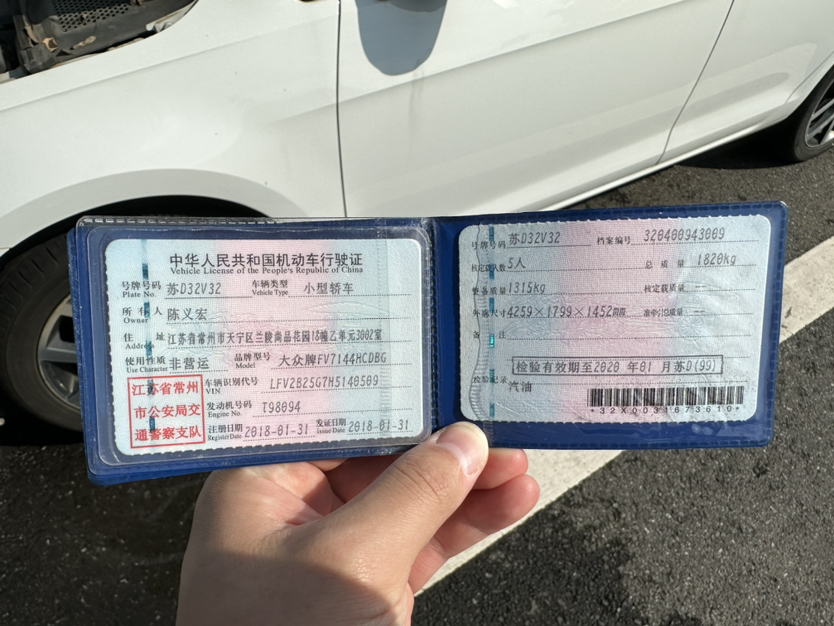 中华人民共和国机动车行驶证
Vehicle License of the People's Republic of China
号牌号码 苏D32V32 车辆类型 小型轿车
Plate No. Vehicle Type
所有人 陈义宏
Owner
住址 江苏省常州市天宁区兰陵尚品花园18幢乙单元3002室
Address
使用性质 非营运 品牌型号 大众牌FV7144HCDBG
Use Character Model
江苏省常州
市公安局交
通警察支队
车辆识别代号 LFV2B25G7H5140509
VIN
发动机号码 T98094
Engine No.
注册日期 2018-01-31 发证日期 2018-01-31
Register Date Issue Date
号牌号码 苏D32V32 档案编号 320400943009
核定载人数 5人 总质量 1820kg
整备质量 1315kg 核定载质量 --
外廓尺寸 4259×1799×1452mm 准牵引总质量 --
备注
检验有效期至2020年01月苏D(99)
检验记录
汽油
*32X0031673610*